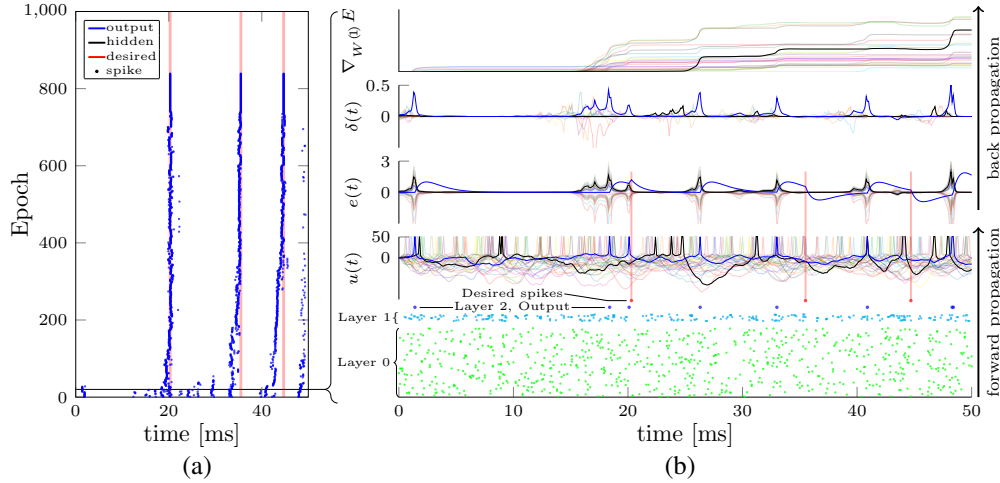 1,000
800
600
400
200
0
Epoch
output
hidden
desired
spike
0
20
40
time [ms]
(a)
∇W(1) E
0.5
0
δ(t)
3
0
e(t)
50
0
u(t)
Desired spikes
Layer 2, Output
Layer 1
Layer 0
0
10
20
30
40
50
time [ms]
(b)
back propagation
forward propagation